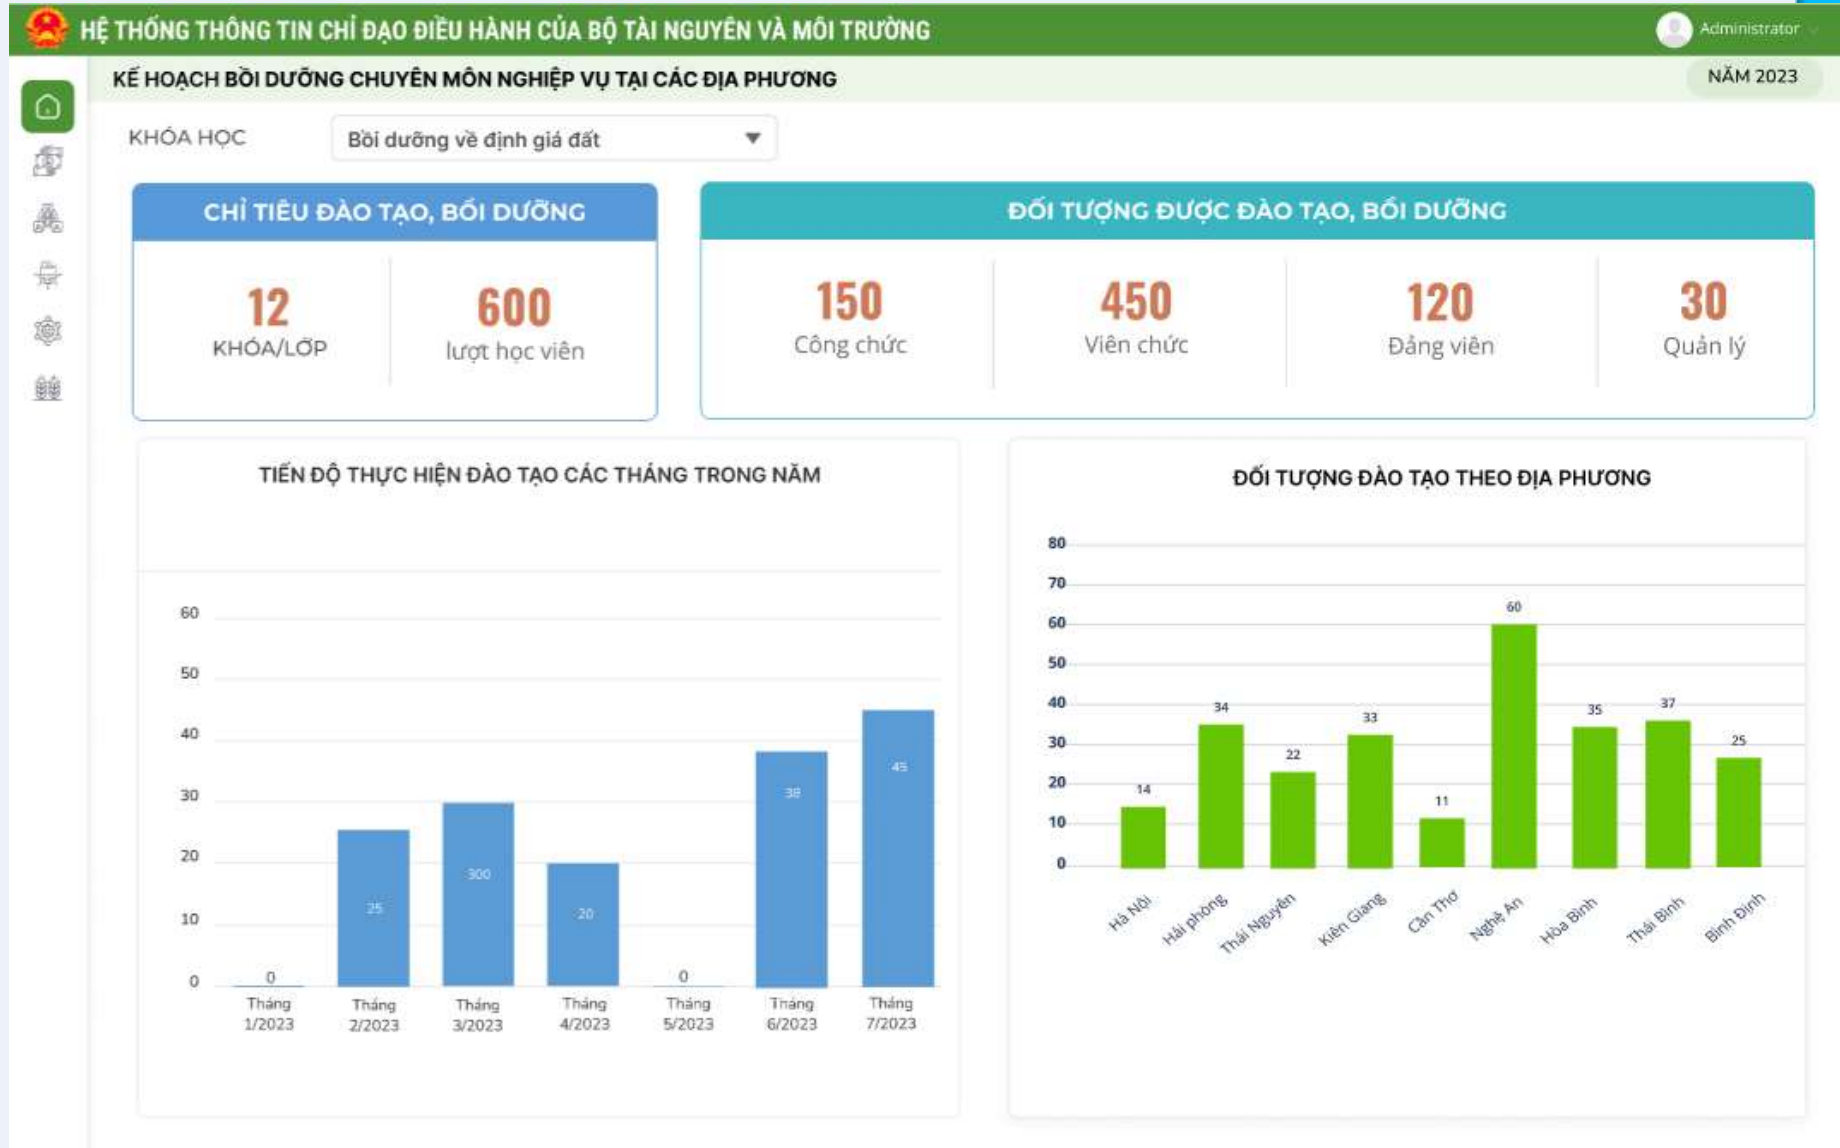 HỆ THỐNG THÔNG TIN CHỈ ĐẠO ĐIỀU HÀNH CỦA BỘ TÀI NGUYÊN VÀ MÔI TRƯỜNG
Administrator
KẾ HOẠCH BỒI DƯỠNG CHUYÊN MÔN NGHIỆP VỤ TẠI CÁC ĐỊA PHƯƠNG
NĂM 2023
KHÓA HỌC
Bồi dưỡng về định giá đất
CHỈ TIÊU ĐÀO TẠO, BỒI DƯỠNG
12
KHÓA/LỚP
600
lượt học viên
ĐỐI TƯỢNG ĐƯỢC ĐÀO TẠO, BỒI DƯỠNG
150
Công chức
450
Viên chức
120
Đảng viên
30
Quản lý
TIẾN ĐỘ THỰC HIỆN ĐÀO TẠO CÁC THÁNG TRONG NĂM
60
50
40
30
20
10
0
0
25
300
20
0
38
45
Tháng
1/2023
Tháng
2/2023
Tháng
3/2023
Tháng
4/2023
Tháng
5/2023
Tháng
6/2023
Tháng
7/2023
ĐỐI TƯỢNG ĐÀO TẠO THEO ĐỊA PHƯƠNG
80
70
60
50
40
30
20
10
0
14
34
22
33
11
60
35
37
25
Hà Nội
Hải phòng
Thái Nguyên
Kiên Giang
Cần Thơ
Nghệ An
Hòa Bình
Thái Bình
Bình Định